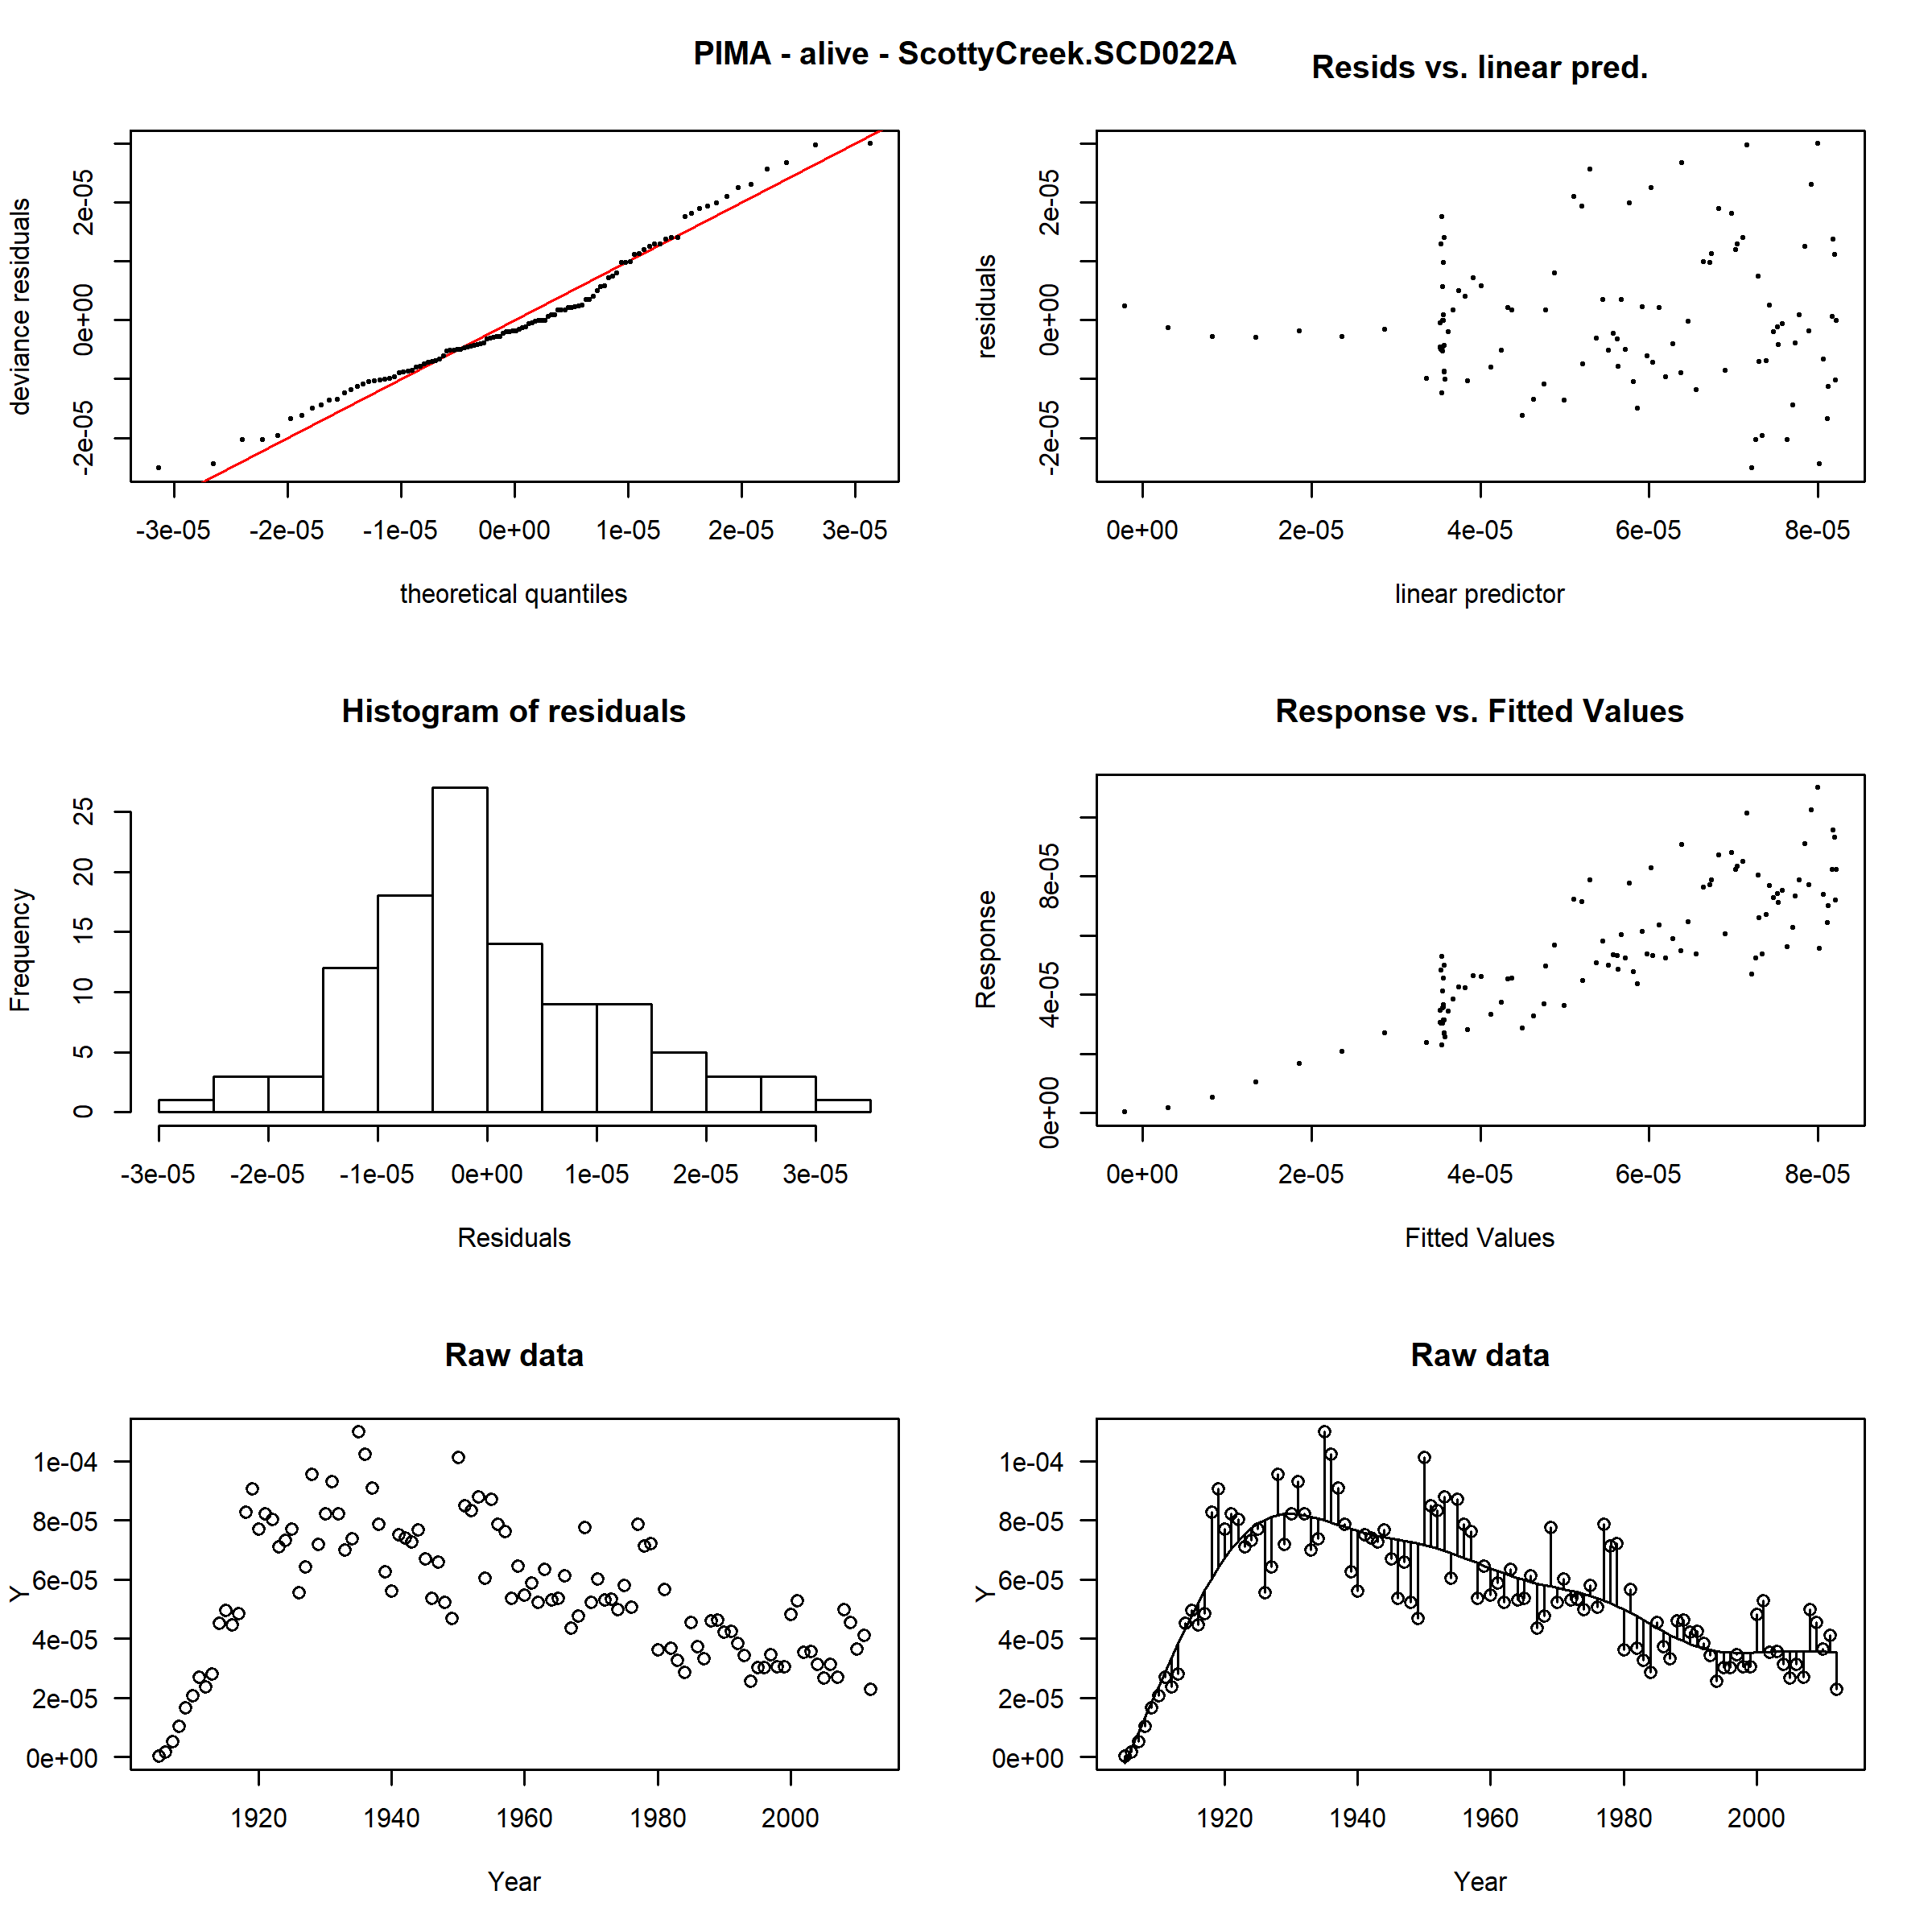 PIMA - alive - ScottyCreek.SCD022A
Resids vs. linear pred.
deviance residuals
-2e-05 0e+00 2e-05
-3e-05 -2e-05 -1e-05 0e+00 1e-05 2e-05 3e-05
theoretical quantiles
residuals
-2e-05 0e+00 2e-05
0e+00 2e-05 4e-05 6e-05 8e-05
linear predictor
Histogram of residuals
Frequency
0 5 10 15 20 25
-3e-05 -2e-05 -1e-05 0e+00 1e-05 2e-05 3e-05
Residuals
Response vs. Fitted Values
Response
0e+00 4e-05 8e-05
0e+00 2e-05 4e-05 6e-05 8e-05
Fitted Values
Raw data
Y
1e-04
8e-05
6e-05
4e-05
2e-05
0e+00
1920 1940 1960 1980 2000
Year
Raw data
Y
1e-04
8e-05
6e-05
4e-05
2e-05
0e+00
1920 1940 1960 1980 2000
Year